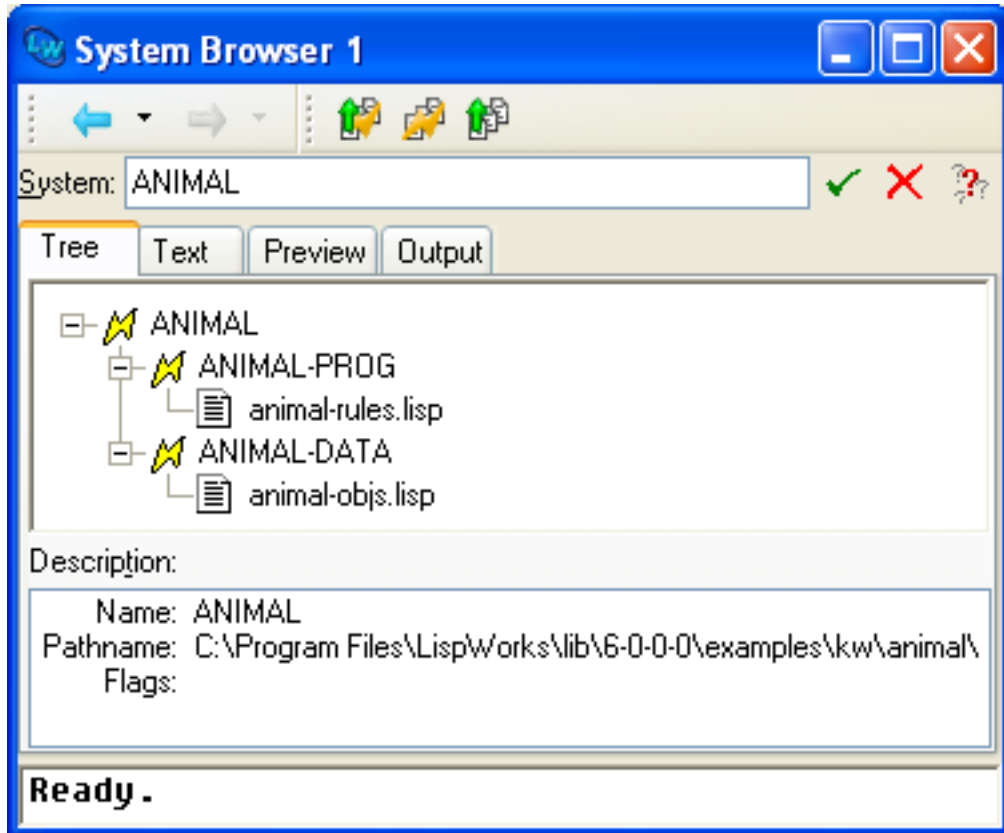 LW System Browser 1
System: ANIMAL
Tree Text Preview Output
ANIMAL
ANIMAL-PROG
animal-rules.lisp
ANIMAL-DATA
animal-objs.lisp
Description:
Name: ANIMAL
Pathname: C:\Program Files\LispWorks\lib\6-0-0-0\examples\kw\animal\
Flags:
Ready.